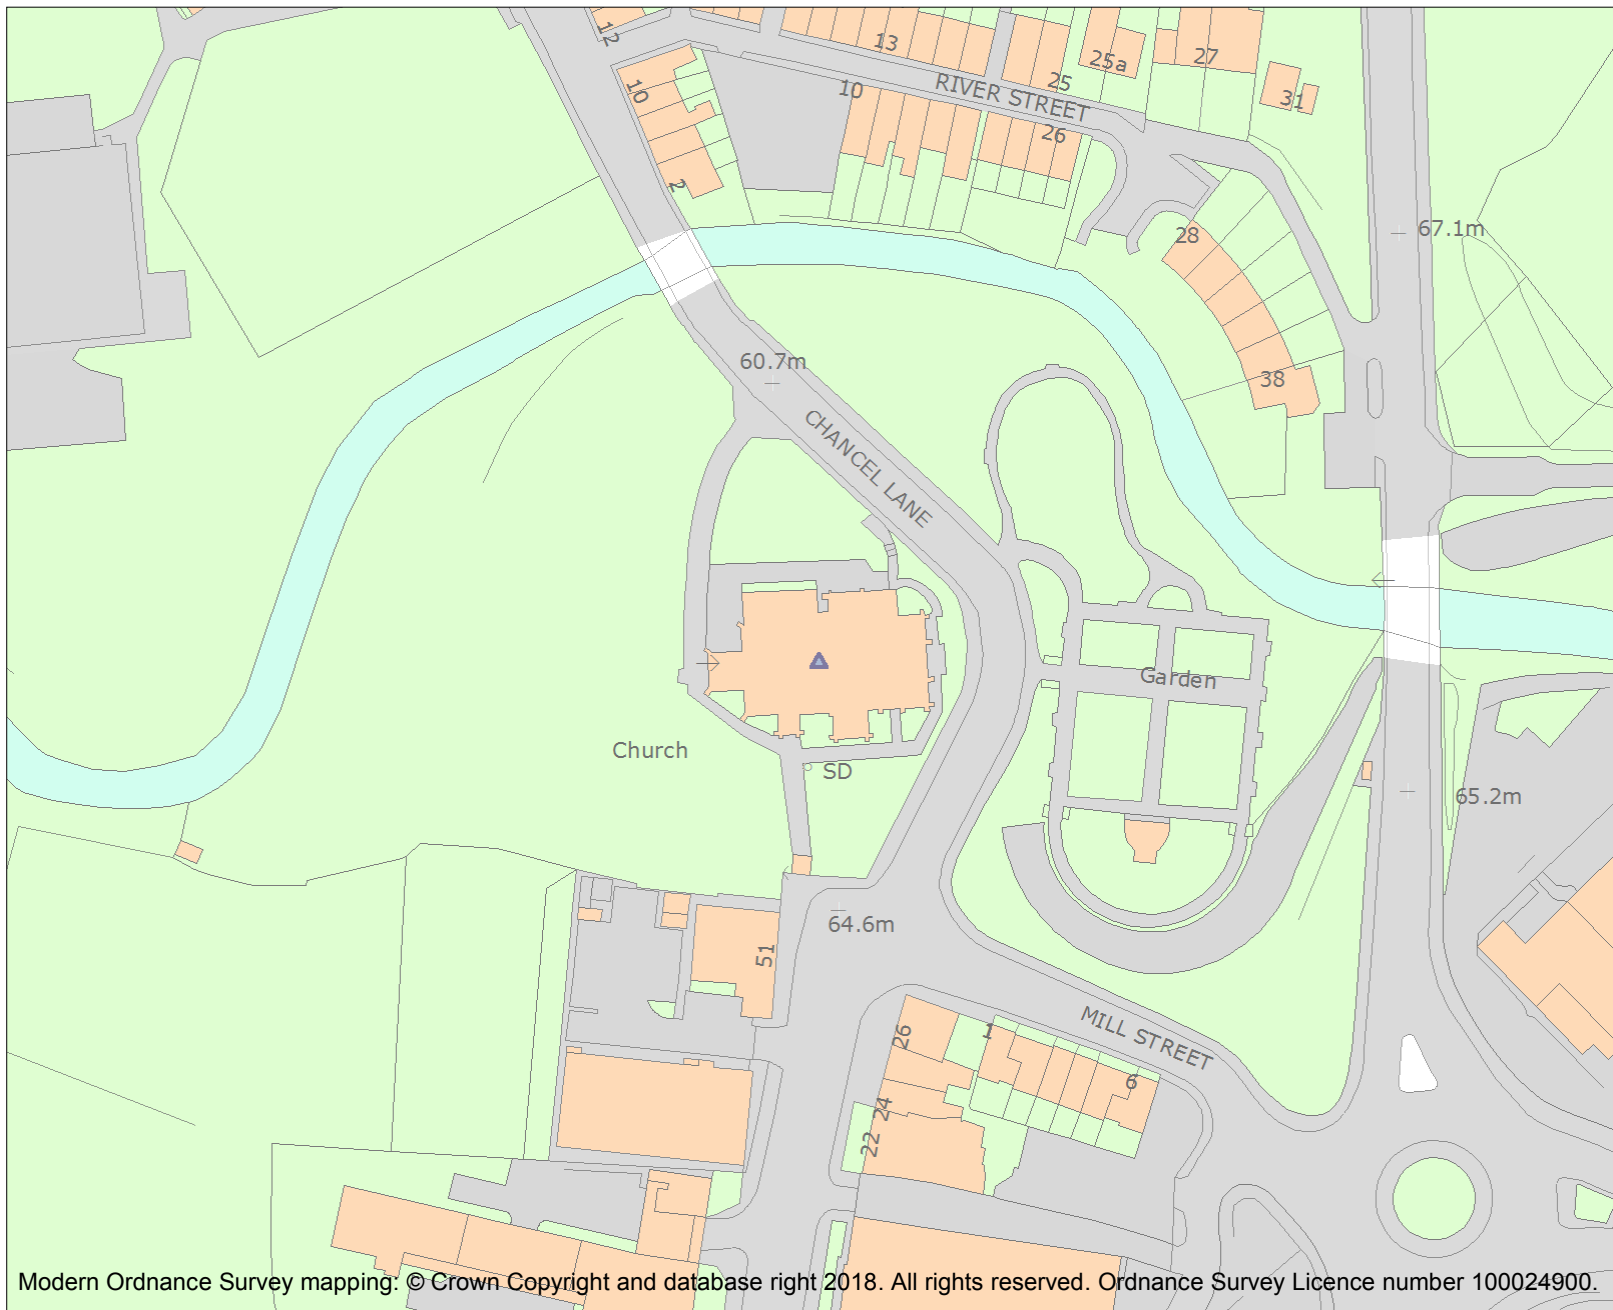 12
13
25a
27
10
RIVER STREET
25
31
10
26
2
28
67.1m
60.7m
38
CHANCEL LANE
Garden
Church
SD
65.2m
64.6m
51
26
1
MILL STREET
6
24
22
Modern Ordnance Survey mapping: © Crown Copyright and database right 2018. All rights reserved. Ordnance Survey Licence number 100024900.